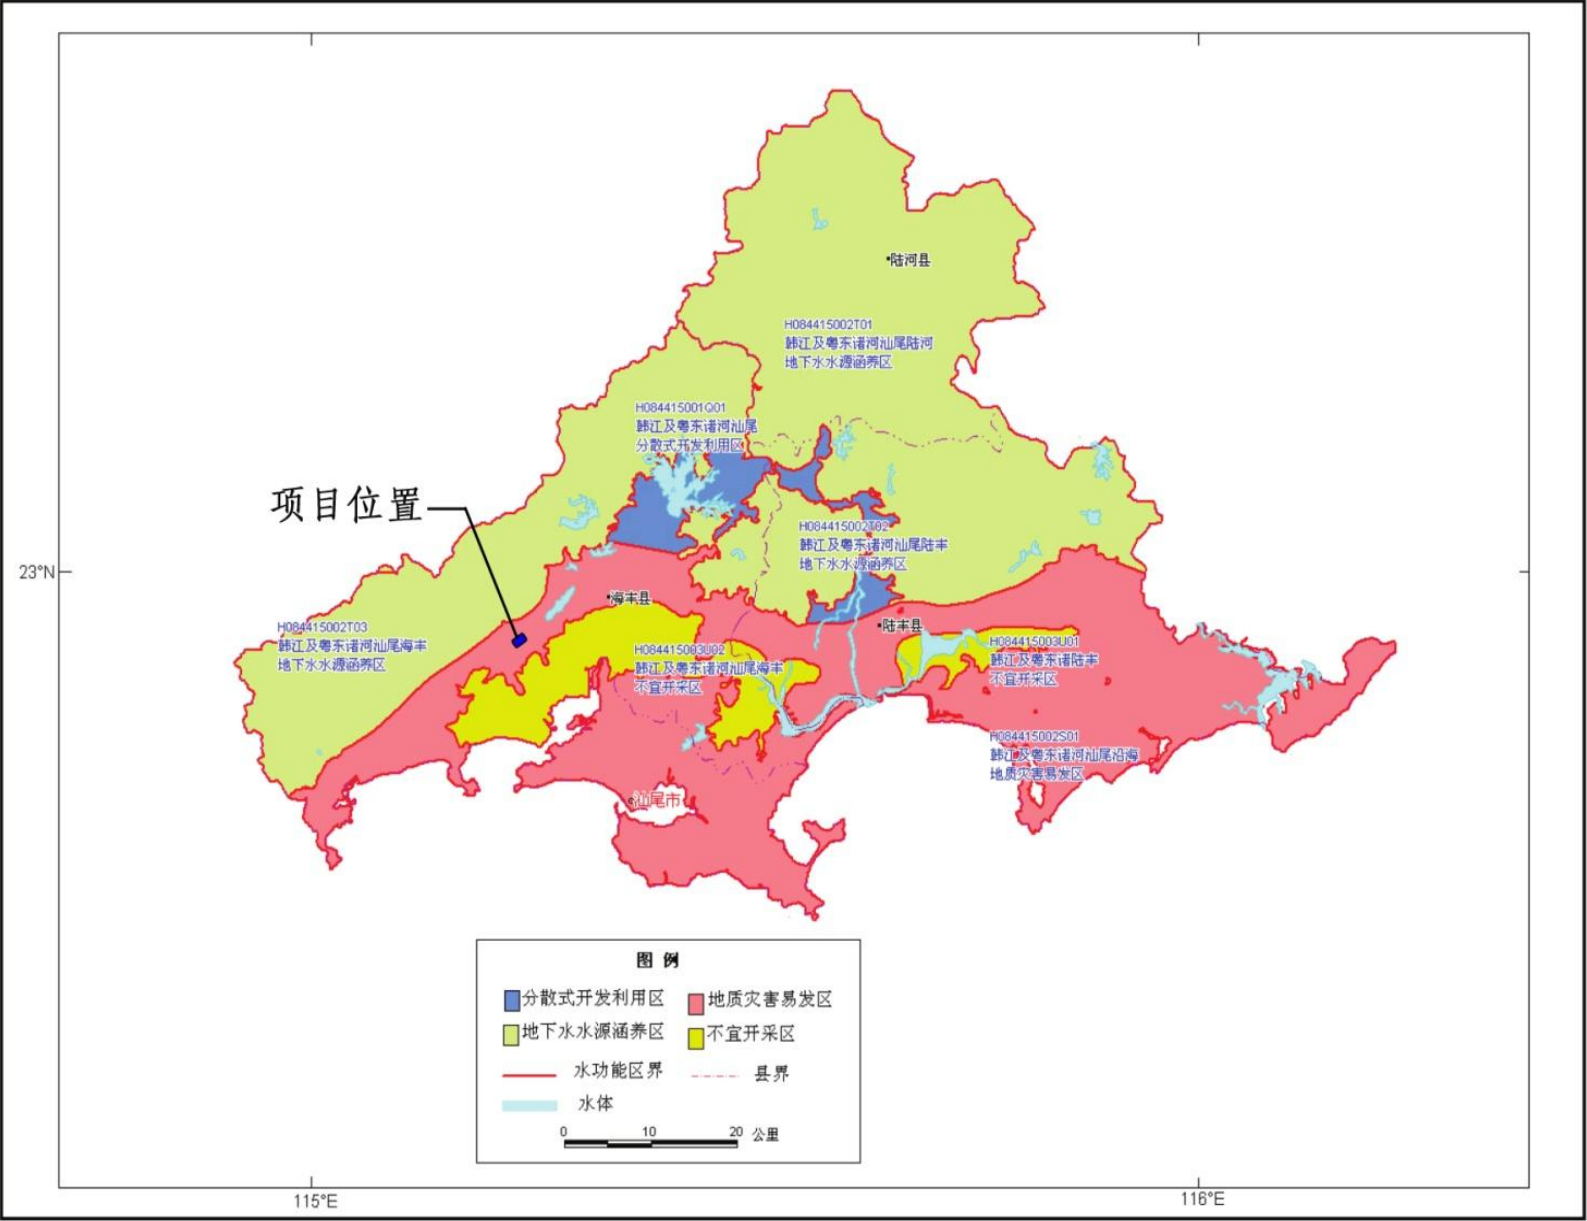 陆河县
H084415002T01
韩江及粤东诸河汕尾陆河
地下水水源涵养区
H084415001Q01
韩江及粤东诸河汕尾
分散式开发利用区
项目位置
H084415002T02
韩江及粤东诸河汕尾陆丰
地下水水源涵养区
23°N
海丰县
陆丰县
H084415002T03
韩江及粤东诸河汕尾海丰
地下水水源涵养区
H084415003U02
韩江及粤东诸河汕尾海丰
不宜开采区
H084415003U01
韩江及粤东诸陆丰
不宜开采区
H084415002S01
韩江及粤东诸河汕尾沿海
地质灾害易发区
汕尾市
图 例
分散式开发利用区
地质灾害易发区
地下水水源涵养区
不宜开采区
水功能区界
县界
水体
0 10 20 公里
115°E
116°E